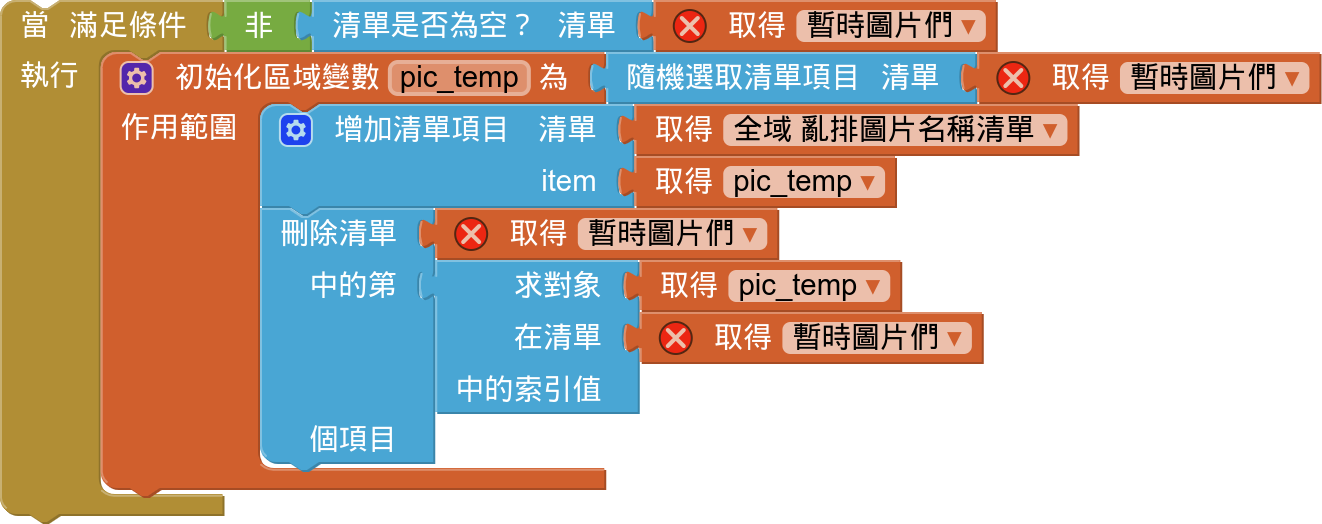 當 滿足條件 非 清單是否為空？ 清單 取得 暫時圖片們
執行 初始化區域變數 pic_temp 為 隨機選取清單項目 清單 取得 暫時圖片們
作用範圍 增加清單項目 清單 取得 全域 亂排圖片名稱清單
item 取得 pic_temp
刪除清單 取得 暫時圖片們
中的第 求對象 取得 pic_temp
在清單 取得 暫時圖片們
中的索引值
個項目